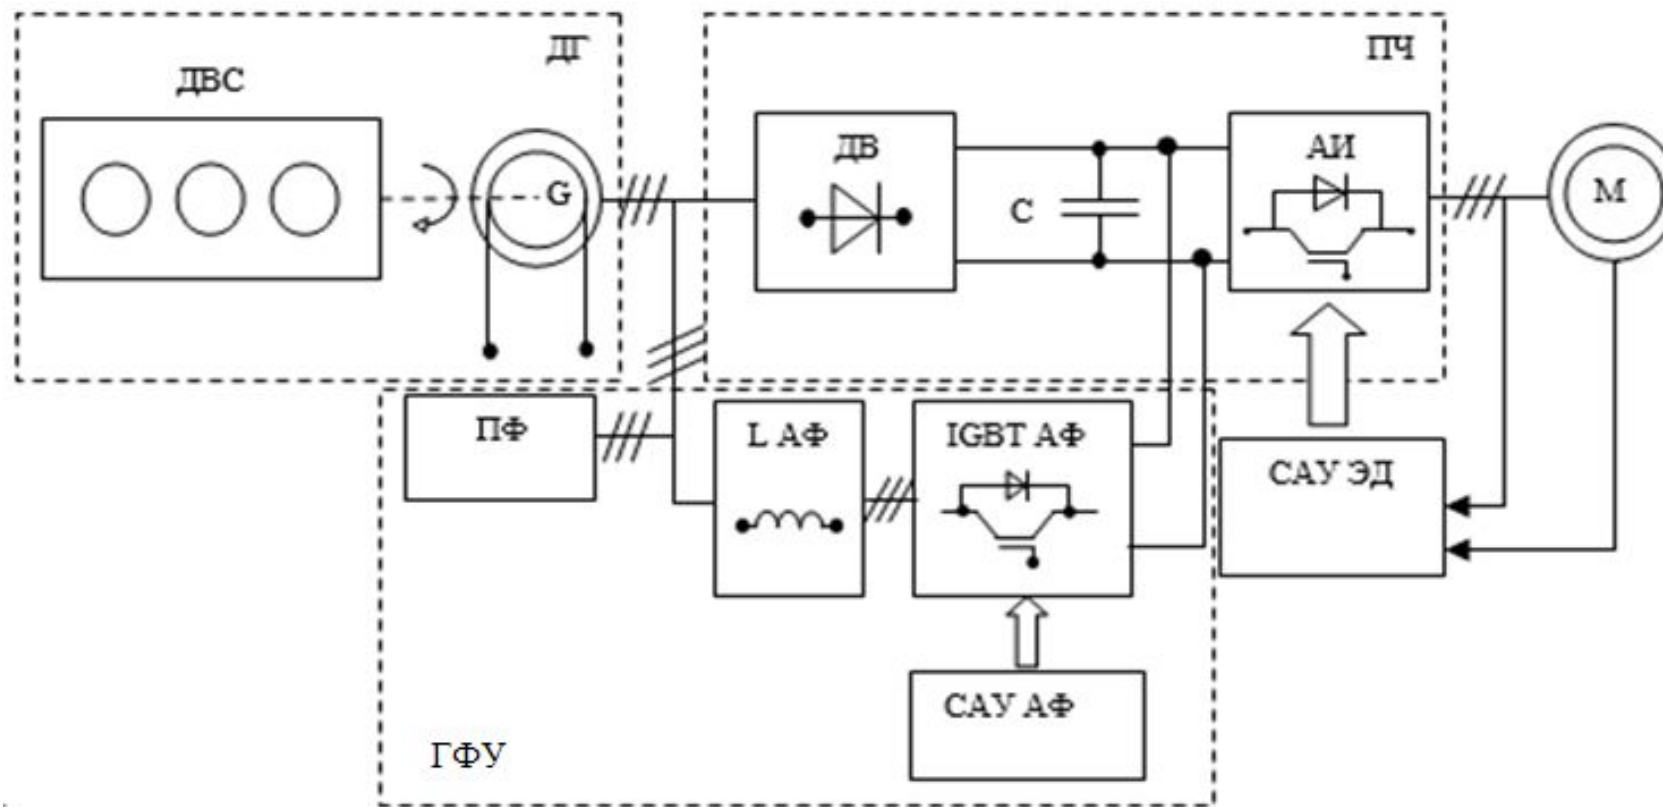 ДГ
ПЧ
ДВС
G
ДВ
C
АИ
M
ПФ
L АФ
IGBT АФ
САУ ЭД
САУ АФ
ГФУ